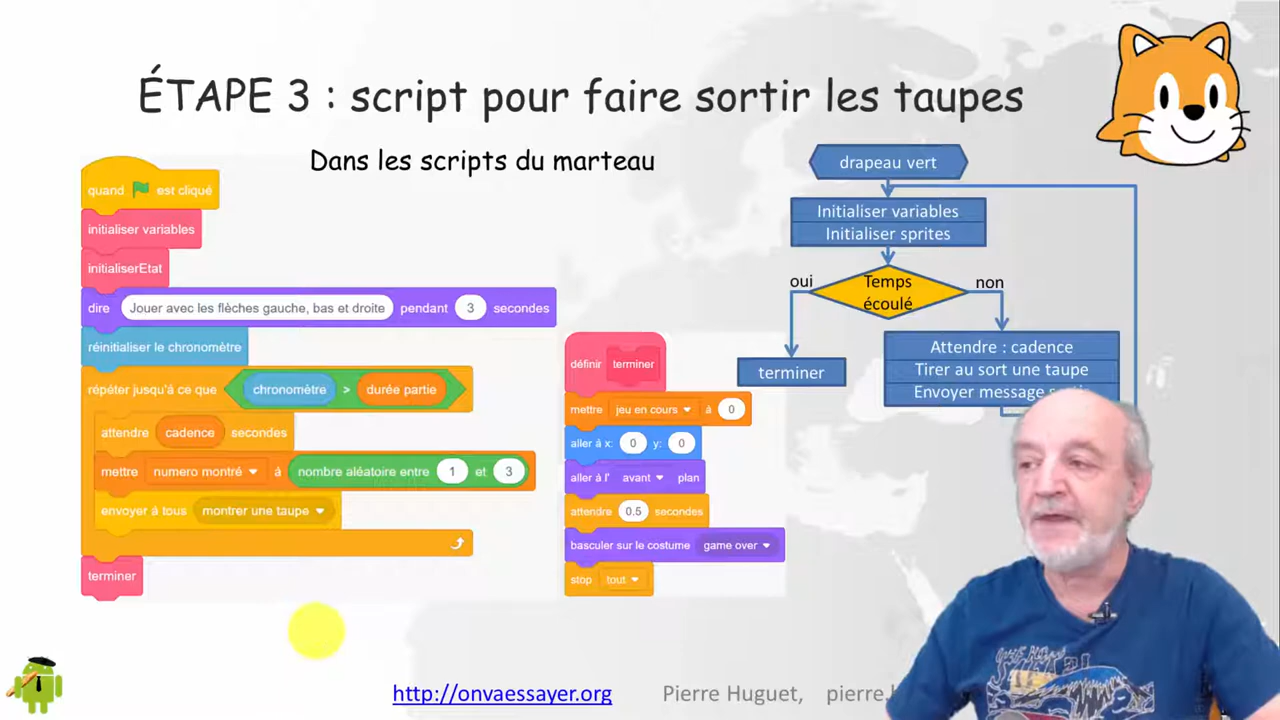 ÉTAPE 3 : script pour faire sortir les taupes
Dans les scripts du marteau
quand est cliqué
initialiser variables
initialiserEtat
dire Jouer avec les flèches gauche, bas et droite pendant 3 secondes
réinitialiser le chronomètre
répéter jusqu'à ce que chronomètre > durée partie
attendre cadence secondes
mettre numero montré à nombre aléatoire entre 1 et 3
envoyer à tous montrer une taupe
terminer
définir terminer
mettre jeu en cours à 0
aller à x: 0 y: 0
aller à l' avant plan
attendre 0.5 secondes
basculer sur le costume game over
stop tout
drapeau vert
Initialiser variables
Initialiser sprites
oui
Temps
écoulé
non
terminer
Attendre : cadence
Tirer au sort une taupe
Envoyer message
http://onvaessayer.org
Pierre Huguet,